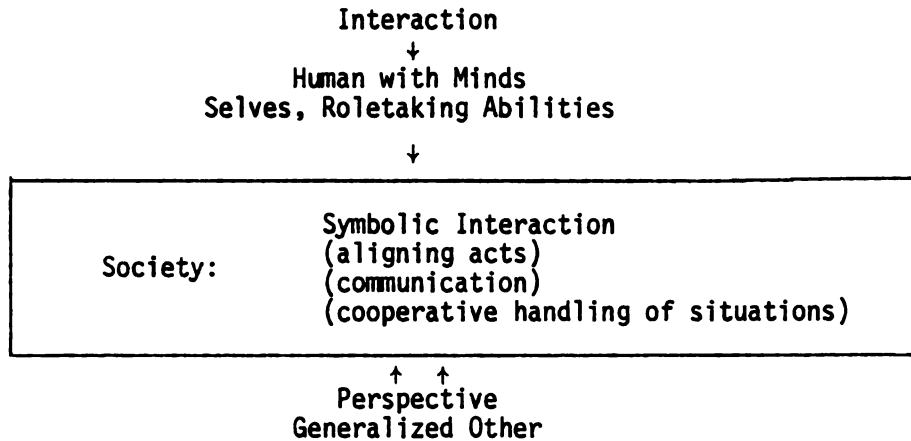 Interaction
↓
Human with Minds
Selves, Roletaking Abilities
↓
Symbolic Interaction
(aligning acts)
Society: (communication)
(cooperative handling of situations)
↑ ↑
Perspective
Generalized Other